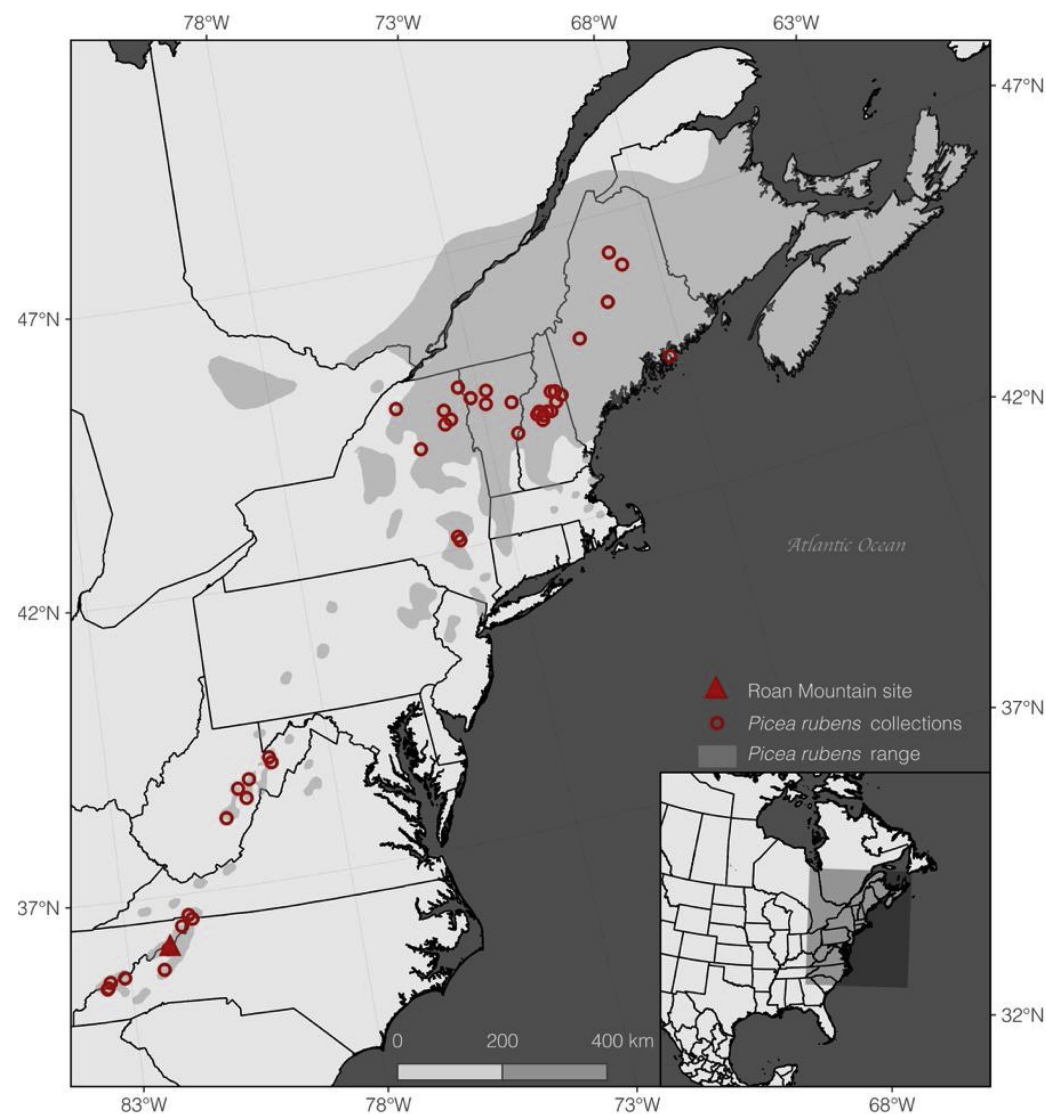 78°W 73°W 68°W 63°W
47°N
47°N
42°N
Atlantic Ocean
42°N
Roan Mountain site
37°N
Picea rubens collections
Picea rubens range
37°N
32°N
0 200 400 km
83°W 78°W 73°W 68°W